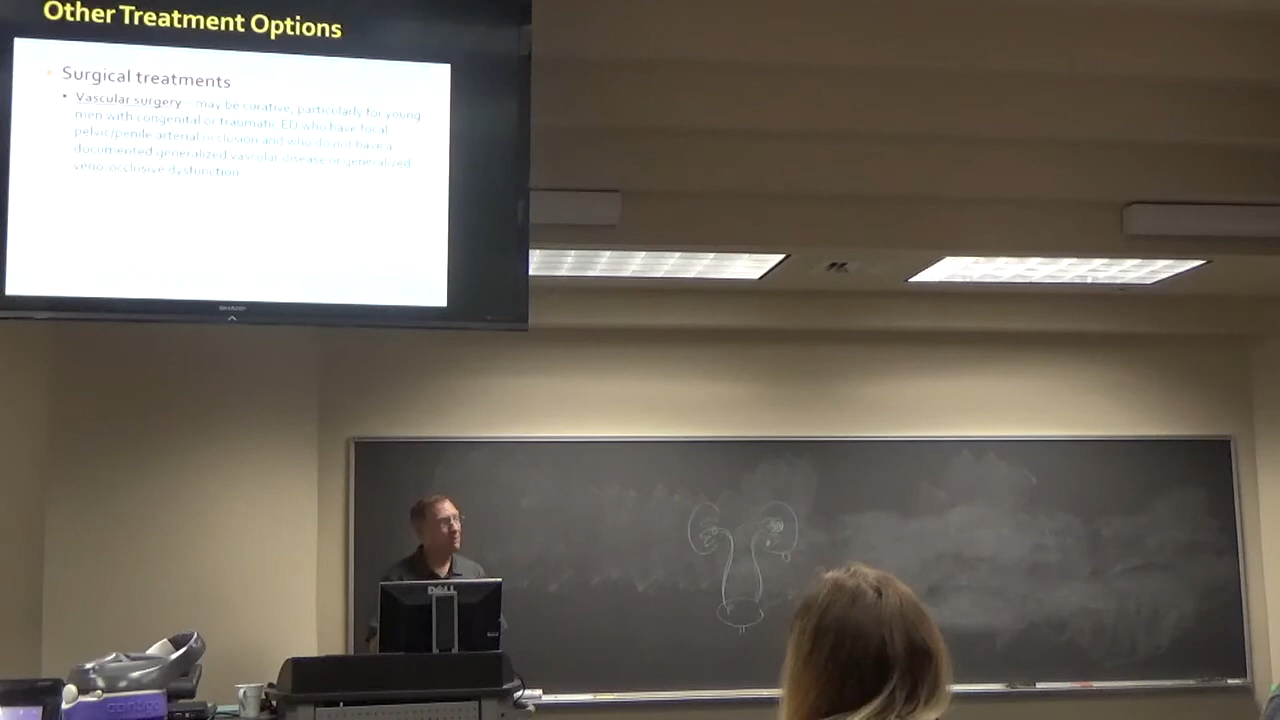 Other Treatment Options
Surgical treatments
Vascular surgery – may be curative, particularly for young
men with congenital or traumatic ED who have focal
pelvic/penile arterial occlusion and who do not have a
documented generalized vascular disease or generalized
veno-occlusive dysfunction
SHARP
DELL
contigo